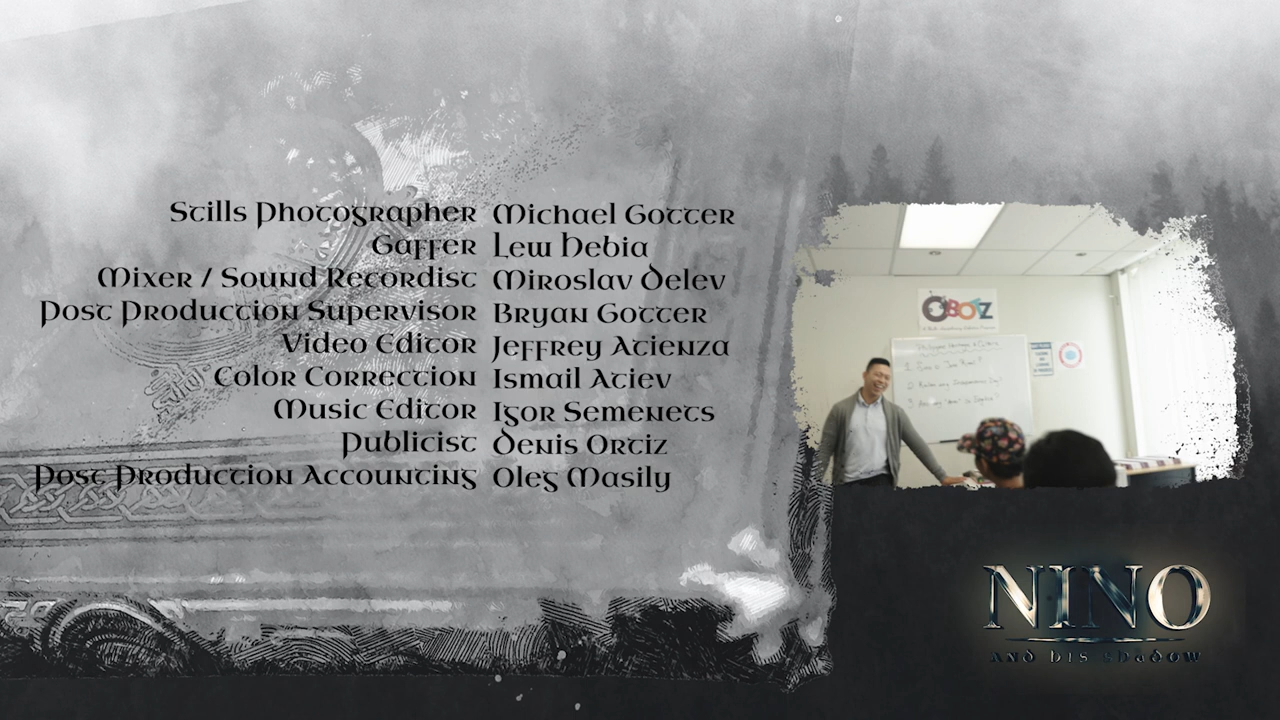 Stills Photographer Michael Gotter
Gaffer Lew Hebia
Mixer / Sound Recordist Miroslav Delev
Post Production Supervisor Bryan Gotter
Video Editor Jeffrey Atienza
Color Correction Ismail Atiev
Music Editor Igor Semenets
Publicist Denis Ortiz
Post Production Accounting Oleg Masily
OBOTZ
NINO
AND HIS SHADOW